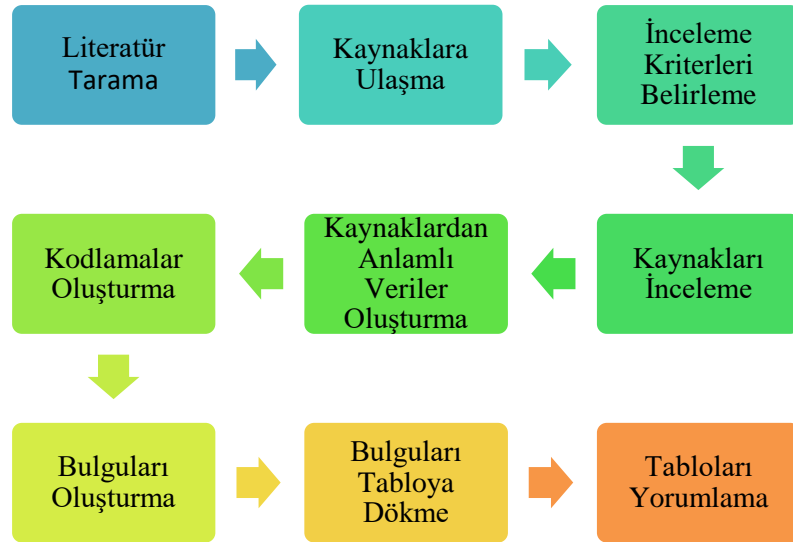 Literatür
Tarama
Kaynaklara
Ulaşma
İnceleme
Kriterleri
Belirleme
Kaynakları
İnceleme
Kaynaklardan
Anlamlı
Veriler
Oluşturma
Kodlamalar
Oluşturma
Bulguları
Oluşturma
Bulguları
Tabloya
Dökme
Tabloları
Yorumlama